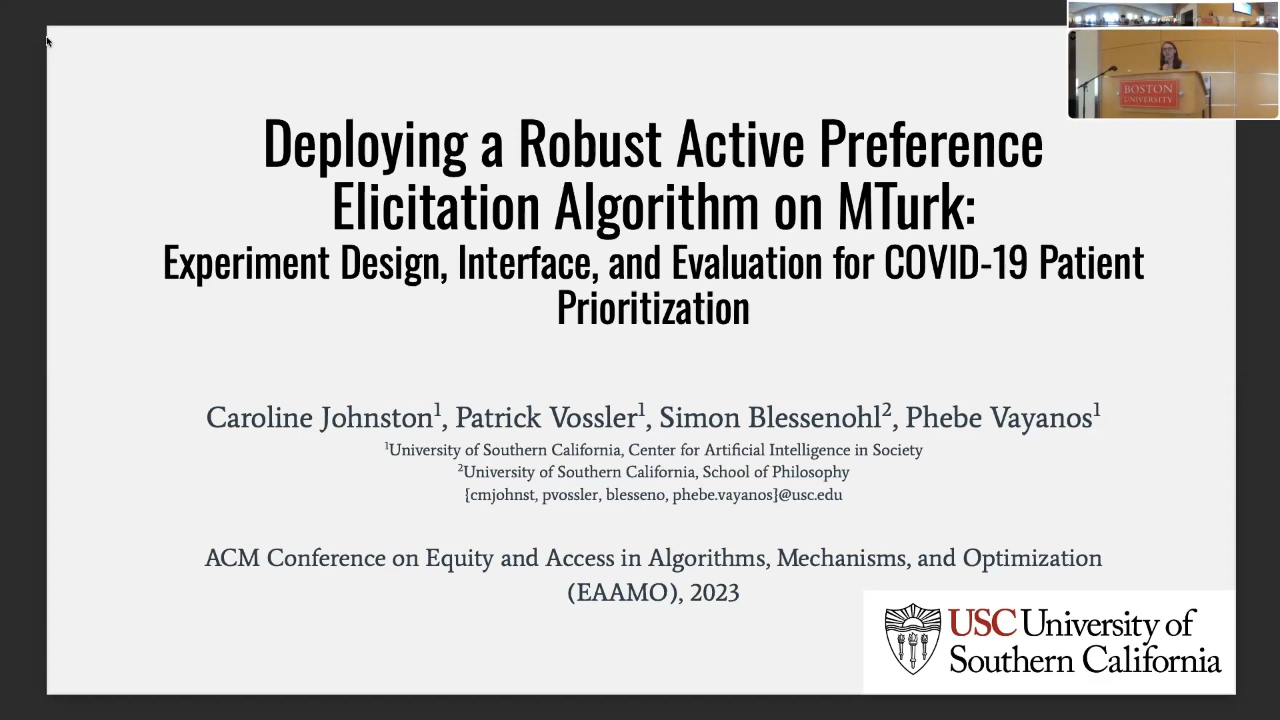 Deploying a Robust Active Preference
Elicitation Algorithm on MTurk:
Experiment Design, Interface, and Evaluation for COVID-19 Patient
Prioritization
Caroline Johnston¹, Patrick Vossler¹, Simon Blessenohl², Phebe Vayanos¹
¹University of Southern California, Center for Artificial Intelligence in Society
²University of Southern California, School of Philosophy
{cmjohnst, pvossler, blesseno, phebe.vayanos}@usc.edu
ACM Conference on Equity and Access in Algorithms, Mechanisms, and Optimization
(EAAMO), 2023
USC University of
Southern California
BOSTON
UNIVERSITY